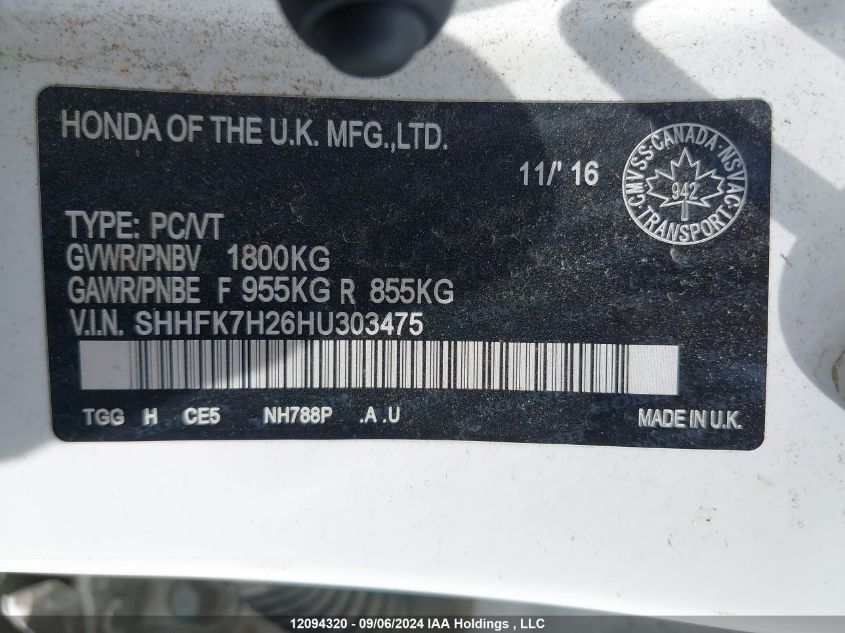 HONDA OF THE U.K. MFG.,LTD.
11/' 16
CMVSS · CANADA · NSVAC
942
TRANSPORT
TYPE: PC/VT
GVWR/PNBV 1800KG
GAWR/PNBE F 955KG R 855KG
V.I.N. SHHFK7H26HU303475
TGG H CE5 NH788P .A .U MADE IN U.K.
12094320 - 09/06/2024 IAA Holdings , LLC